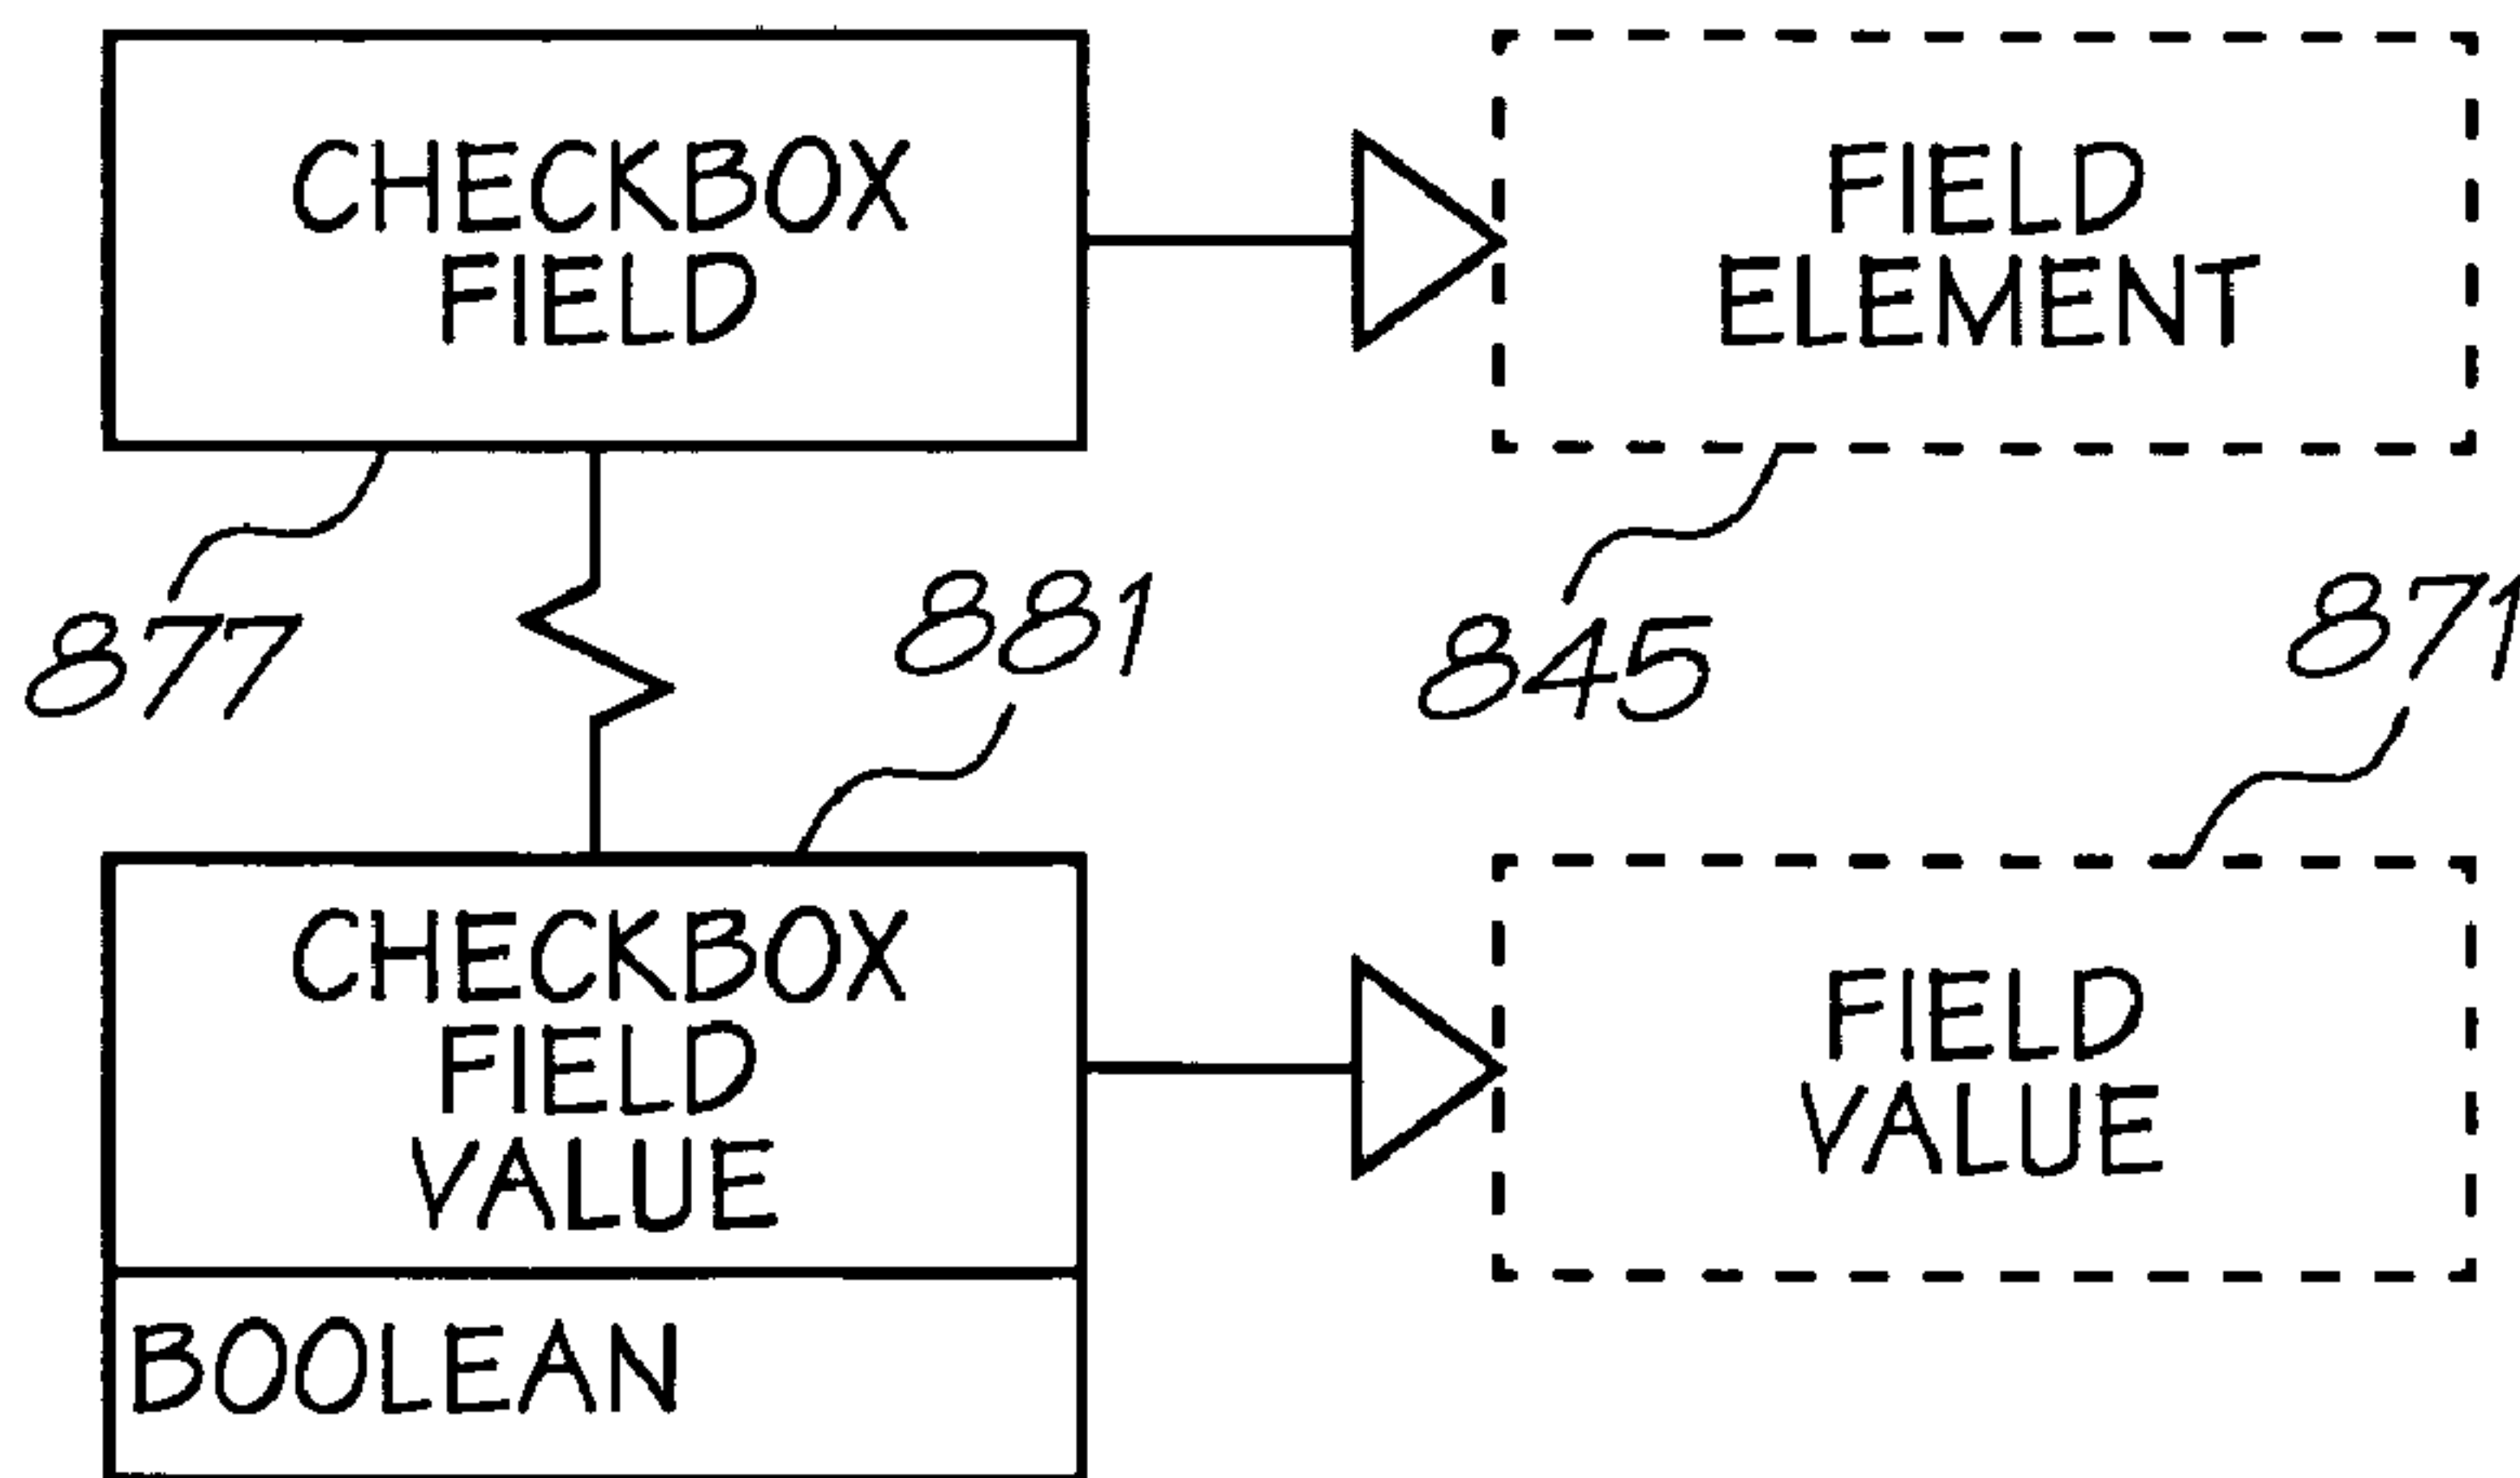 CHECKBOX
FIELD
FIELD
ELEMENT
877
881
845
871
CHECKBOX
FIELD
VALUE
FIELD
VALUE
BOOLEAN